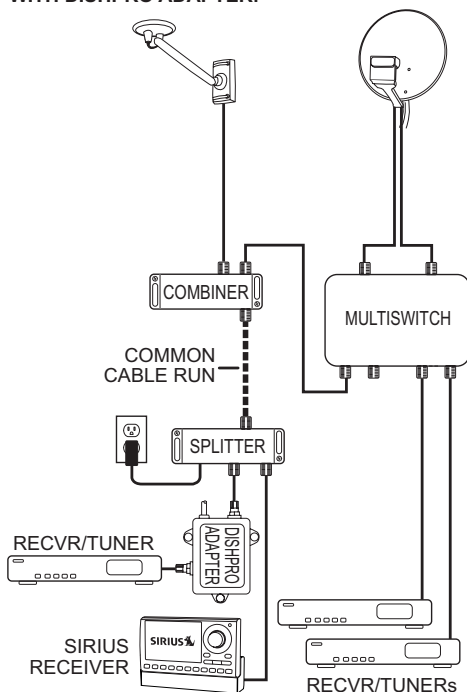 WITH DISHPRO ADAPTER:
COMBINER
MULTISWITCH
COMMON
CABLE RUN
SPLITTER
RECVR/TUNER
DISHPRO
ADAPTER
SIRIUS
SIRIUS
RECEIVER
RECVR/TUNERs